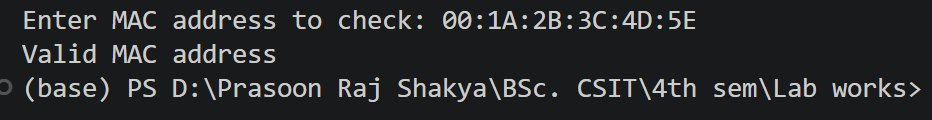 Enter MAC address to check: 00:1A:2B:3C:4D:5E
Valid MAC address
(base) PS D:\Prasoon Raj Shakya\BSc. CSIT\4th sem\Lab works>